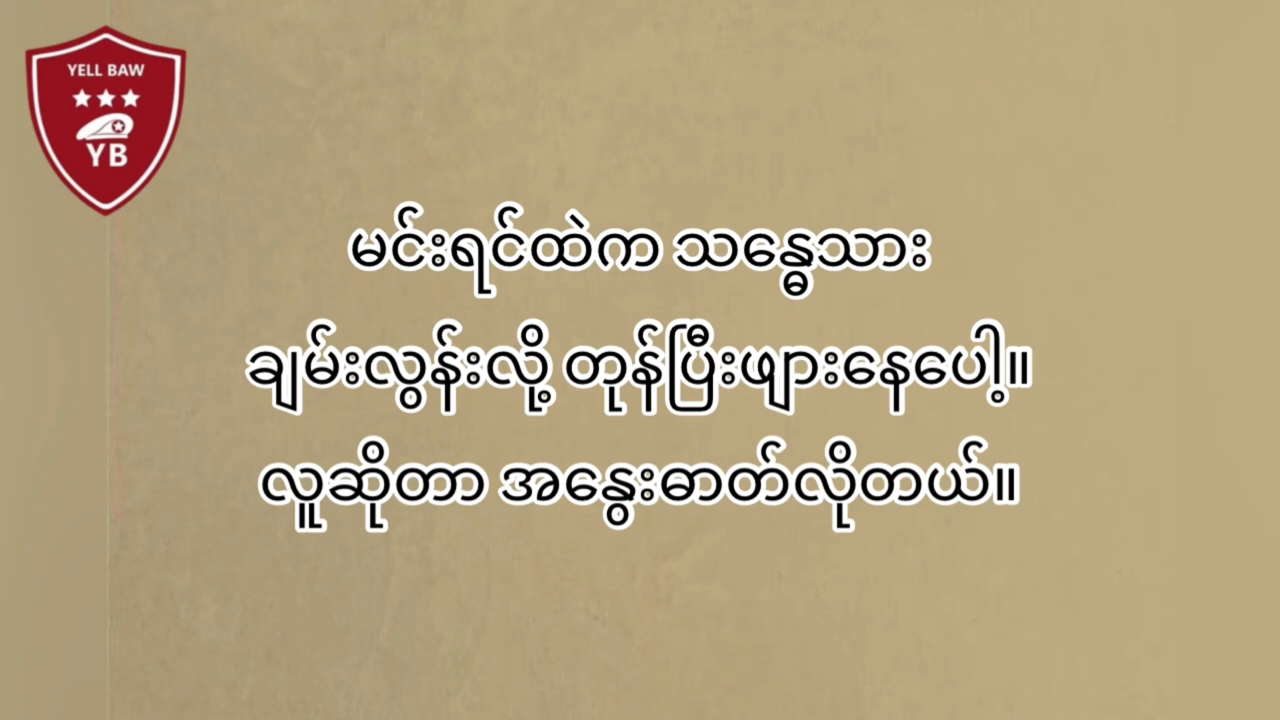 YELL BAW
YB
မင်းရင်ထဲက သန္ဓေသား
ချမ်းလွန်းလို့ တုန်ပြီးဖျားနေပေါ့။
လူဆိုတာ အနွေးဓာတ်လိုတယ်။